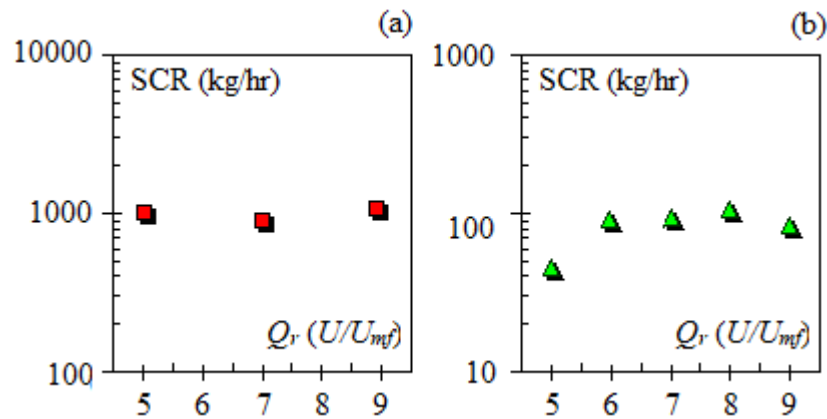 (a)
10000
SCR (kg/hr)
1000
100
Qr (U/Umf)
5 6 7 8 9
(b)
1000
SCR (kg/hr)
100
10
Qr (U/Umf)
5 6 7 8 9